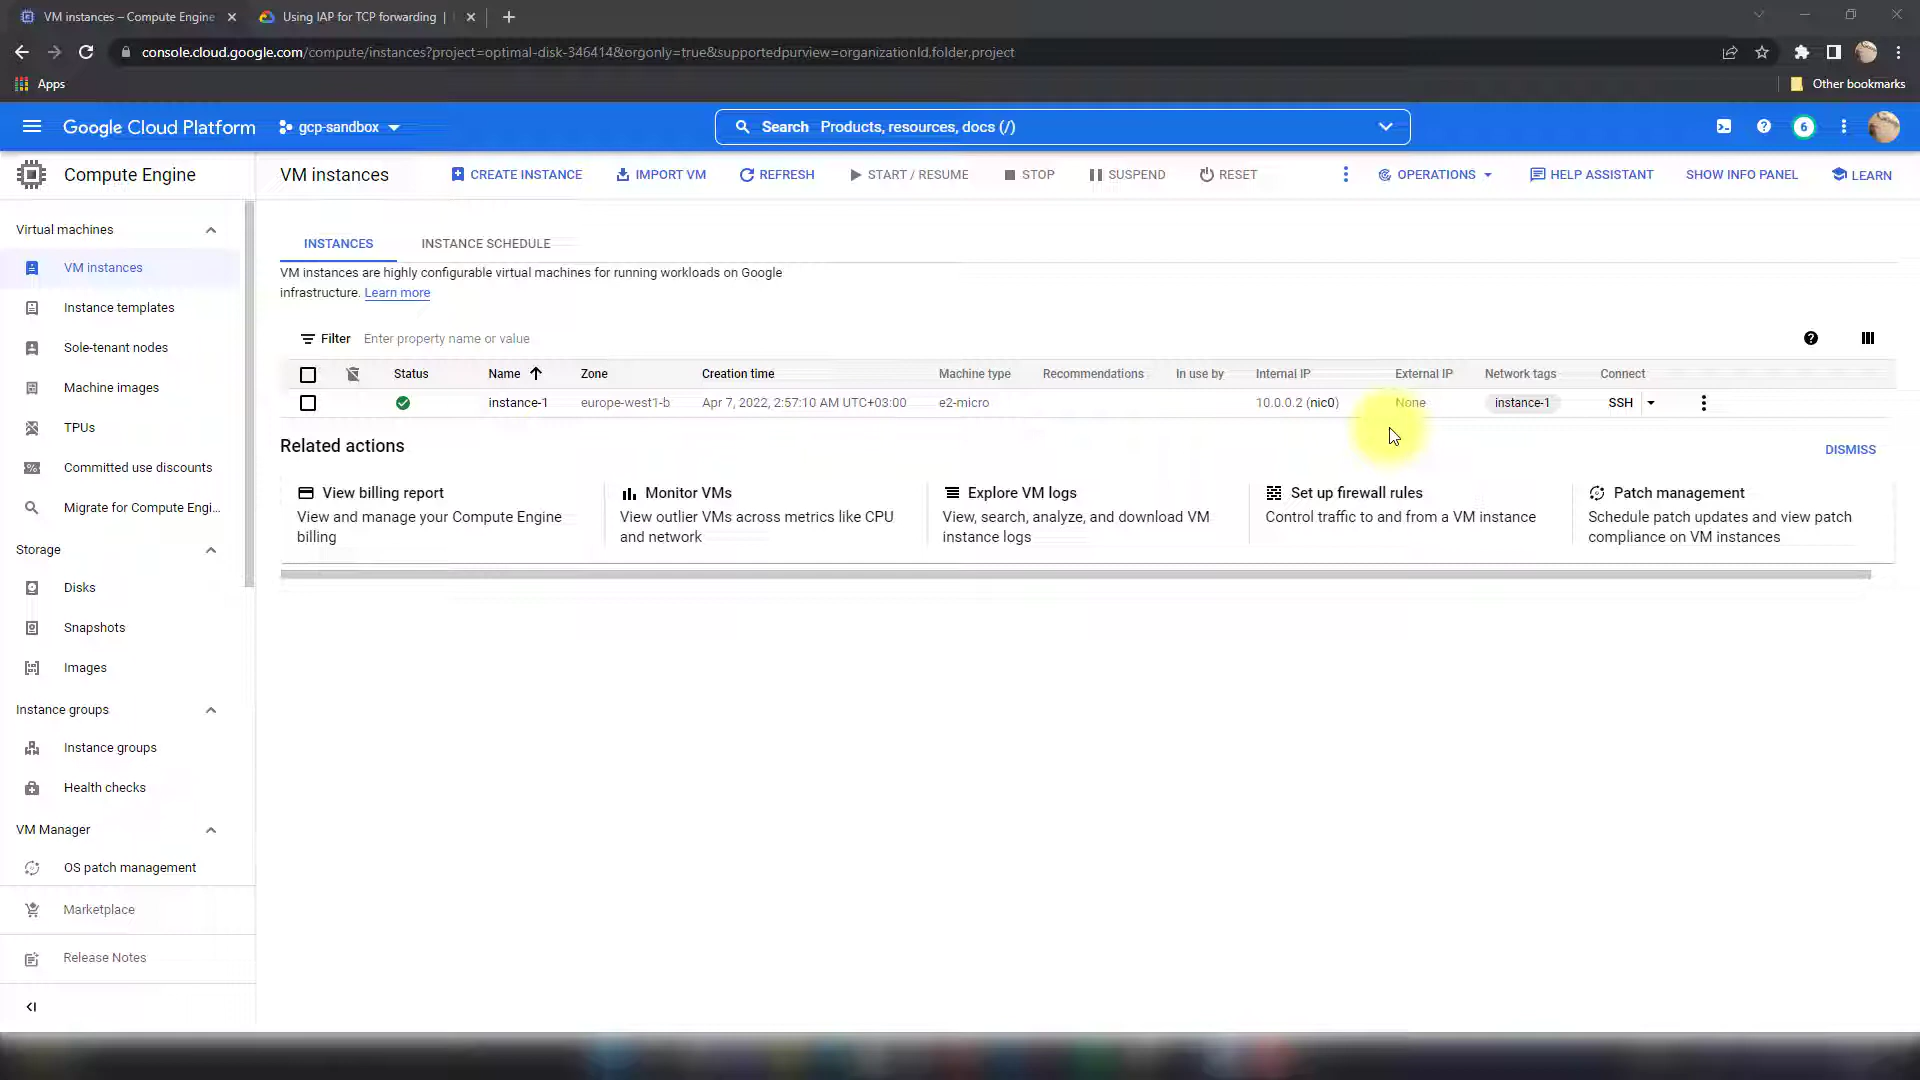 VM instances – Compute Engine
Using IAP for TCP forwarding |
console.cloud.google.com/compute/instances?project=optimal-disk-346414&orgonly=true&supportedpurview=organizationId,folder,project
Apps
Other bookmarks
Google Cloud Platform
gcp-sandbox
Search Products, resources, docs (/)
6
Compute Engine
VM instances
CREATE INSTANCE
IMPORT VM
REFRESH
START / RESUME
STOP
SUSPEND
RESET
OPERATIONS
HELP ASSISTANT
SHOW INFO PANEL
LEARN
Virtual machines
VM instances
Instance templates
Sole-tenant nodes
Machine images
TPUs
Committed use discounts
Migrate for Compute Engi...
Storage
Disks
Snapshots
Images
Instance groups
Instance groups
Health checks
VM Manager
OS patch management
Marketplace
Release Notes
INSTANCES
INSTANCE SCHEDULE
VM instances are highly configurable virtual machines for running workloads on Google
infrastructure. Learn more
Filter Enter property name or value
Status Name Zone Creation time Machine type Recommendations In use by Internal IP External IP Network tags Connect
instance-1 europe-west1-b Apr 7, 2022, 2:57:10 AM UTC+03:00 e2-micro 10.0.0.2 (nic0) None instance-1 SSH
Related actions
DISMISS
View billing report
View and manage your Compute Engine
billing
Monitor VMs
View outlier VMs across metrics like CPU
and network
Explore VM logs
View, search, analyze, and download VM
instance logs
Set up firewall rules
Control traffic to and from a VM instance
Patch management
Schedule patch updates and view patch
compliance on VM instances